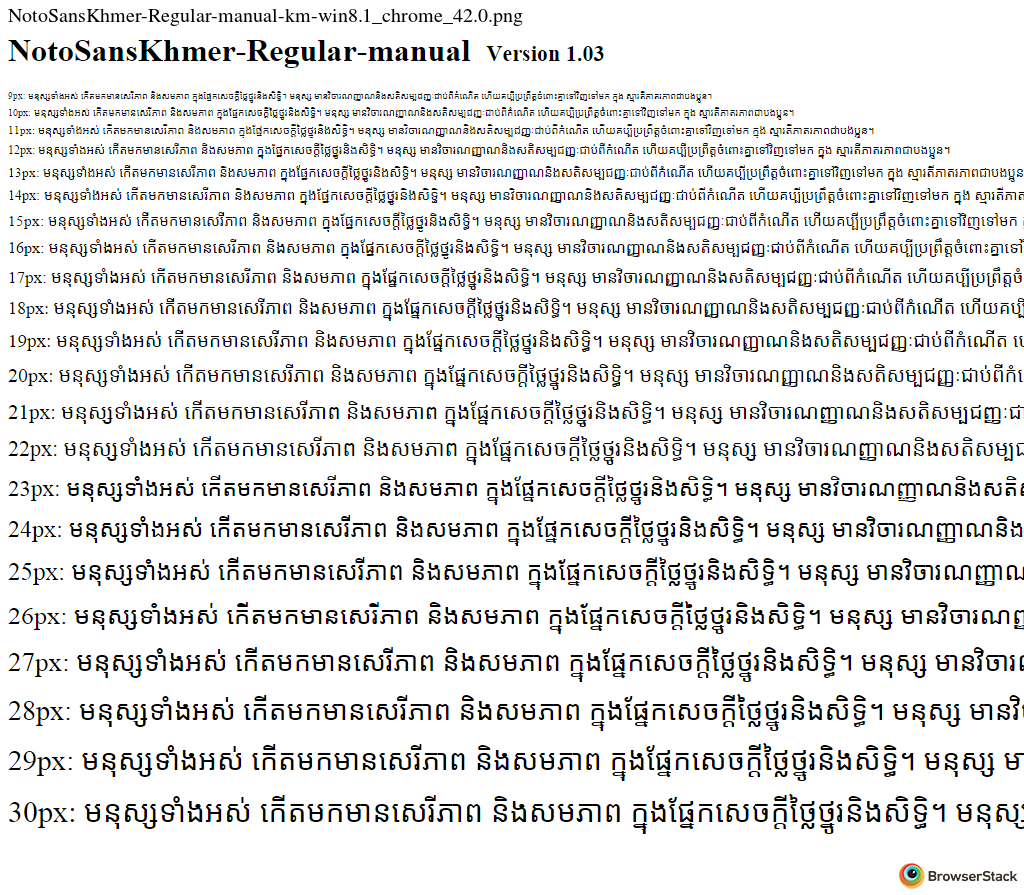 NotoSansKhmer-Regular-manual-km-win8.1_chrome_42.0.png
NotoSansKhmer-Regular-manual Version 1.03
9px: មនុស្សទាំងអស់ កើតមកមានសេរីភាព និងសមភាព ក្នុងផ្នែកសេចក្ដីថ្លៃថ្នូរនិងសិទ្ធិ។ មនុស្ស មានវិចារណញ្ញាណនិងសតិសម្បជញ្ញៈជាប់ពីកំណើត ហើយគប្បីប្រព្រឹត្តចំពោះគ្នាទៅវិញទៅមក ក្នុង ស្មារតីភាតរភាពជាបងប្អូន។
10px: មនុស្សទាំងអស់ កើតមកមានសេរីភាព និងសមភាព ក្នុងផ្នែកសេចក្ដីថ្លៃថ្នូរនិងសិទ្ធិ។ មនុស្ស មានវិចារណញ្ញាណនិងសតិសម្បជញ្ញៈជាប់ពីកំណើត ហើយគប្បីប្រព្រឹត្តចំពោះគ្នាទៅវិញទៅមក ក្នុង ស្មារតីភាតរភាពជាបងប្អូន។
11px: មនុស្សទាំងអស់ កើតមកមានសេរីភាព និងសមភាព ក្នុងផ្នែកសេចក្ដីថ្លៃថ្នូរនិងសិទ្ធិ។ មនុស្ស មានវិចារណញ្ញាណនិងសតិសម្បជញ្ញៈជាប់ពីកំណើត ហើយគប្បីប្រព្រឹត្តចំពោះគ្នាទៅវិញទៅមក ក្នុង ស្មារតីភាតរភាពជាបងប្អូន។
12px: មនុស្សទាំងអស់ កើតមកមានសេរីភាព និងសមភាព ក្នុងផ្នែកសេចក្ដីថ្លៃថ្នូរនិងសិទ្ធិ។ មនុស្ស មានវិចារណញ្ញាណនិងសតិសម្បជញ្ញៈជាប់ពីកំណើត ហើយគប្បីប្រព្រឹត្តចំពោះគ្នាទៅវិញទៅមក ក្នុង ស្មារតីភាតរភាពជាបងប្អូន។
13px: មនុស្សទាំងអស់ កើតមកមានសេរីភាព និងសមភាព ក្នុងផ្នែកសេចក្ដីថ្លៃថ្នូរនិងសិទ្ធិ។ មនុស្ស មានវិចារណញ្ញាណនិងសតិសម្បជញ្ញៈជាប់ពីកំណើត ហើយគប្បីប្រព្រឹត្តចំពោះគ្នាទៅវិញទៅមក ក្នុង ស្មារតីភាតរភាពជាបងប្អូន
14px: មនុស្សទាំងអស់ កើតមកមានសេរីភាព និងសមភាព ក្នុងផ្នែកសេចក្ដីថ្លៃថ្នូរនិងសិទ្ធិ។ មនុស្ស មានវិចារណញ្ញាណនិងសតិសម្បជញ្ញៈជាប់ពីកំណើត ហើយគប្បីប្រព្រឹត្តចំពោះគ្នាទៅវិញទៅមក ក្នុង ស្មារតីភាត
15px: មនុស្សទាំងអស់ កើតមកមានសេរីភាព និងសមភាព ក្នុងផ្នែកសេចក្ដីថ្លៃថ្នូរនិងសិទ្ធិ។ មនុស្ស មានវិចារណញ្ញាណនិងសតិសម្បជញ្ញៈជាប់ពីកំណើត ហើយគប្បីប្រព្រឹត្តចំពោះគ្នាទៅវិញទៅមក
16px: មនុស្សទាំងអស់ កើតមកមានសេរីភាព និងសមភាព ក្នុងផ្នែកសេចក្ដីថ្លៃថ្នូរនិងសិទ្ធិ។ មនុស្ស មានវិចារណញ្ញាណនិងសតិសម្បជញ្ញៈជាប់ពីកំណើត ហើយគប្បីប្រព្រឹត្តចំពោះគ្នាទៅ
17px: មនុស្សទាំងអស់ កើតមកមានសេរីភាព និងសមភាព ក្នុងផ្នែកសេចក្ដីថ្លៃថ្នូរនិងសិទ្ធិ។ មនុស្ស មានវិចារណញ្ញាណនិងសតិសម្បជញ្ញៈជាប់ពីកំណើត ហើយគប្បីប្រព្រឹត្តចំ
18px: មនុស្សទាំងអស់ កើតមកមានសេរីភាព និងសមភាព ក្នុងផ្នែកសេចក្ដីថ្លៃថ្នូរនិងសិទ្ធិ។ មនុស្ស មានវិចារណញ្ញាណនិងសតិសម្បជញ្ញៈជាប់ពីកំណើត ហើយគប្បី
19px: មនុស្សទាំងអស់ កើតមកមានសេរីភាព និងសមភាព ក្នុងផ្នែកសេចក្ដីថ្លៃថ្នូរនិងសិទ្ធិ។ មនុស្ស មានវិចារណញ្ញាណនិងសតិសម្បជញ្ញៈជាប់ពីកំណើត
20px: មនុស្សទាំងអស់ កើតមកមានសេរីភាព និងសមភាព ក្នុងផ្នែកសេចក្ដីថ្លៃថ្នូរនិងសិទ្ធិ។ មនុស្ស មានវិចារណញ្ញាណនិងសតិសម្បជញ្ញៈជាប់ពីកំ
21px: មនុស្សទាំងអស់ កើតមកមានសេរីភាព និងសមភាព ក្នុងផ្នែកសេចក្ដីថ្លៃថ្នូរនិងសិទ្ធិ។ មនុស្ស មានវិចារណញ្ញាណនិងសតិសម្បជញ្ញៈជា
22px: មនុស្សទាំងអស់ កើតមកមានសេរីភាព និងសមភាព ក្នុងផ្នែកសេចក្ដីថ្លៃថ្នូរនិងសិទ្ធិ។ មនុស្ស មានវិចារណញ្ញាណនិងសតិសម្បជ
23px: មនុស្សទាំងអស់ កើតមកមានសេរីភាព និងសមភាព ក្នុងផ្នែកសេចក្ដីថ្លៃថ្នូរនិងសិទ្ធិ។ មនុស្ស មានវិចារណញ្ញាណនិងសតិស
24px: មនុស្សទាំងអស់ កើតមកមានសេរីភាព និងសមភាព ក្នុងផ្នែកសេចក្ដីថ្លៃថ្នូរនិងសិទ្ធិ។ មនុស្ស មានវិចារណញ្ញាណនិង
25px: មនុស្សទាំងអស់ កើតមកមានសេរីភាព និងសមភាព ក្នុងផ្នែកសេចក្ដីថ្លៃថ្នូរនិងសិទ្ធិ។ មនុស្ស មានវិចារណញ្ញាណ
26px: មនុស្សទាំងអស់ កើតមកមានសេរីភាព និងសមភាព ក្នុងផ្នែកសេចក្ដីថ្លៃថ្នូរនិងសិទ្ធិ។ មនុស្ស មានវិចារណញ្ញ
27px: មនុស្សទាំងអស់ កើតមកមានសេរីភាព និងសមភាព ក្នុងផ្នែកសេចក្ដីថ្លៃថ្នូរនិងសិទ្ធិ។ មនុស្ស មានវិចារ
28px: មនុស្សទាំងអស់ កើតមកមានសេរីភាព និងសមភាព ក្នុងផ្នែកសេចក្ដីថ្លៃថ្នូរនិងសិទ្ធិ។ មនុស្ស មានវិ
29px: មនុស្សទាំងអស់ កើតមកមានសេរីភាព និងសមភាព ក្នុងផ្នែកសេចក្ដីថ្លៃថ្នូរនិងសិទ្ធិ។ មនុស្ស មា
30px: មនុស្សទាំងអស់ កើតមកមានសេរីភាព និងសមភាព ក្នុងផ្នែកសេចក្ដីថ្លៃថ្នូរនិងសិទ្ធិ។ មនុស្ស
BrowserStack